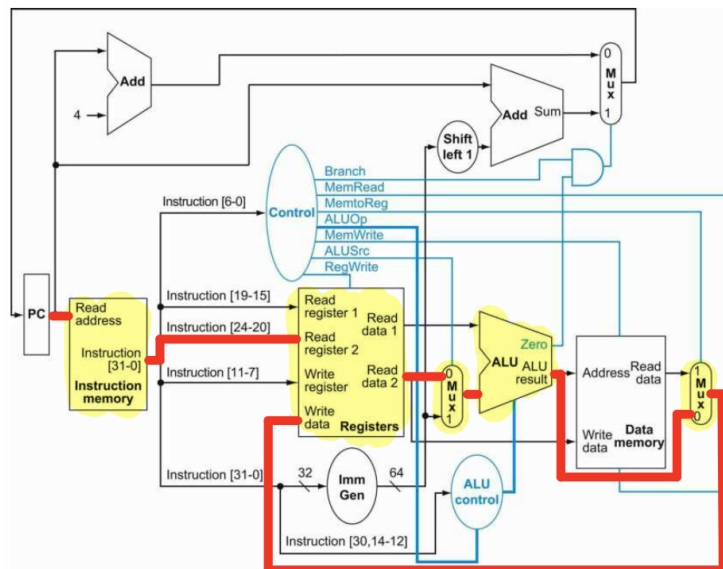 Add
4
Add
Sum
0
Mux
1
Shift
left 1
Branch
MemRead
MemtoReg
ALUOp
MemWrite
ALUSrc
RegWrite
Control
Instruction [6-0]
PC
Read
address
Instruction
[31-0]
Instruction
memory
Instruction [19-15]
Instruction [24-20]
Instruction [11-7]
Instruction [31-0]
Instruction [30,14-12]
Read
register 1
Read
register 2
Write
register
Write
data
Read
data 1
Read
data 2
Registers
32
Imm
Gen
64
0
Mux
1
Zero
ALU
ALU
result
ALU
control
Address
Read
data
Write
data
Data
memory
1
Mux
0